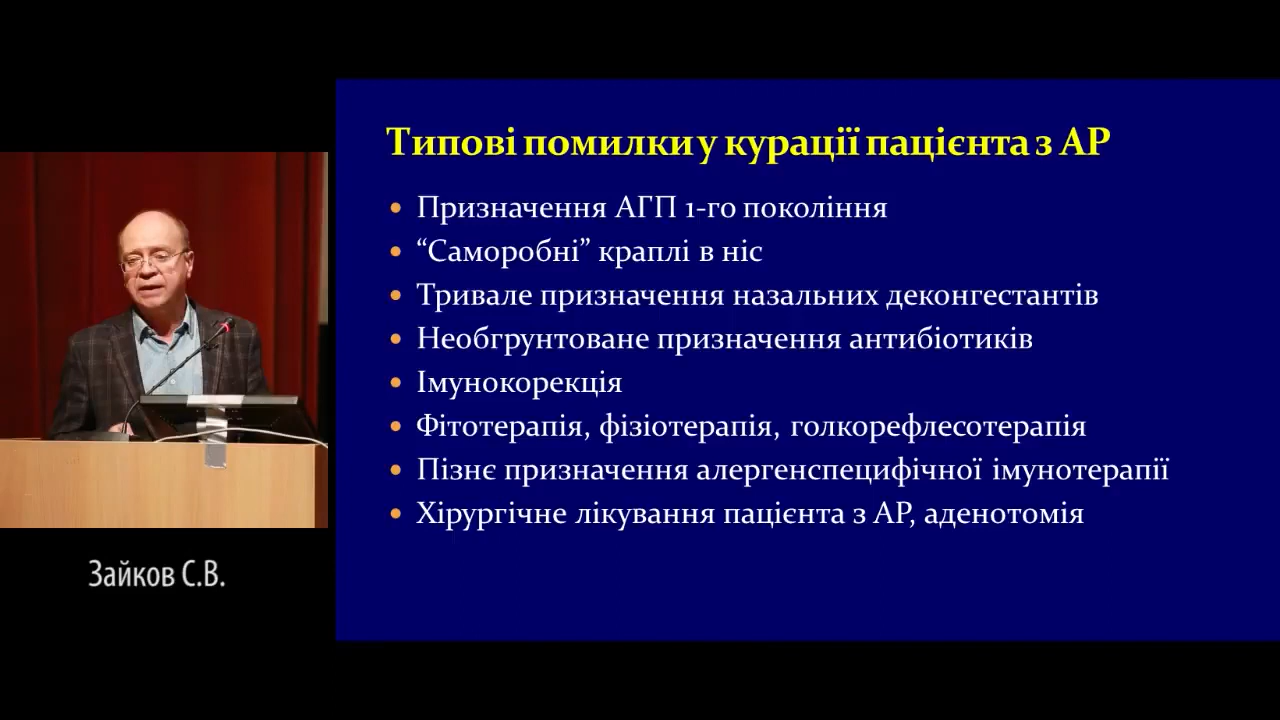 Типові помилки у курації пацієнта з АР
• Призначення АГП 1-го покоління
• “Саморобні” краплі в ніс
• Тривале призначення назальних деконгестантів
• Необгрунтоване призначення антибіотиків
• Імунокорекція
• Фітотерапія, фізіотерапія, голкорефлесотерапія
• Пізнє призначення алергенспецифічної імунотерапії
• Хірургічне лікування пацієнта з АР, аденотомія
Зайков С.В.